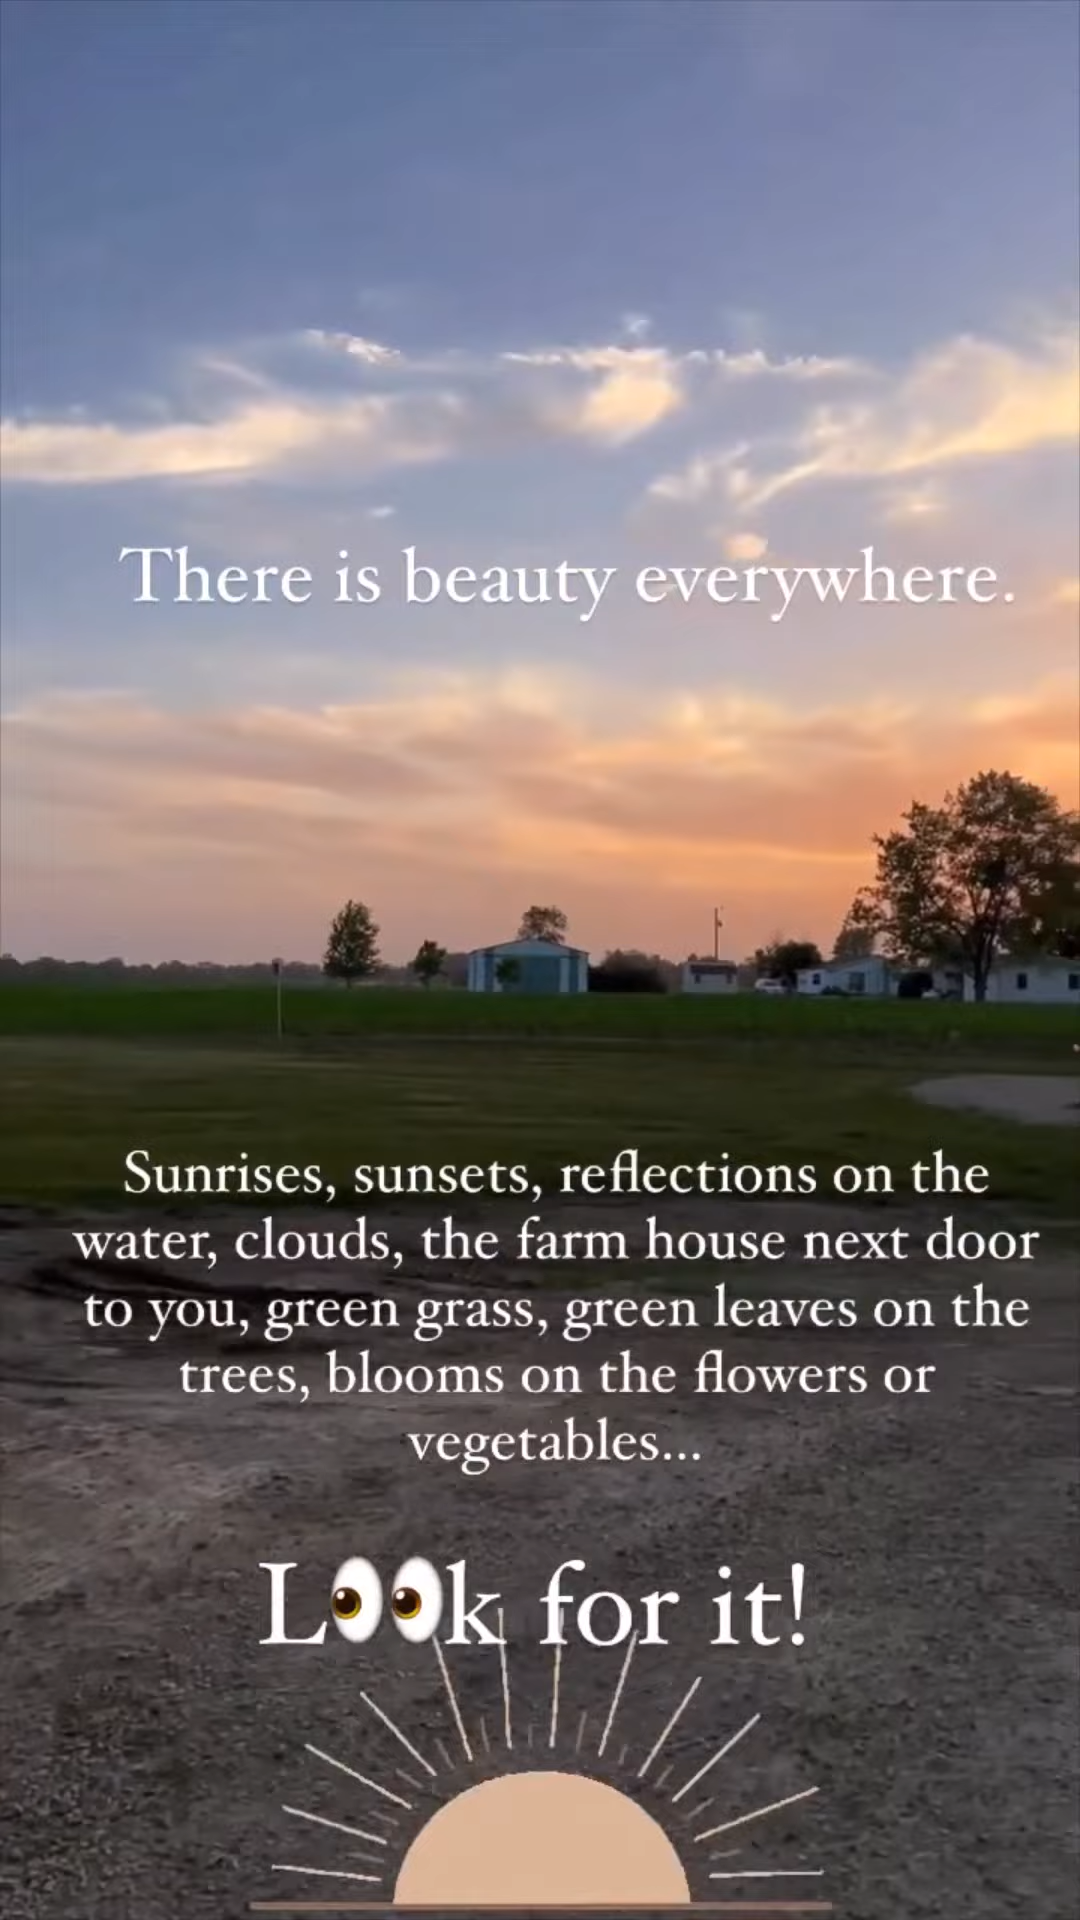 There is beauty everywhere.
Sunrises, sunsets, reflections on the
water, clouds, the farm house next door
to you, green grass, green leaves on the
trees, blooms on the flowers or
vegetables...
L👀k for it!